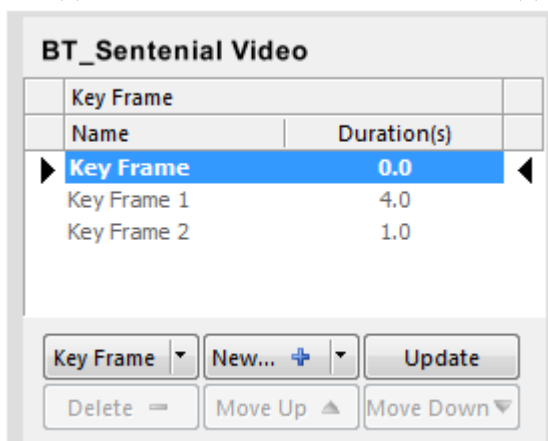 BT_Sentenial Video
Key Frame
Name Duration(s)
Key Frame 0.0
Key Frame 1 4.0
Key Frame 2 1.0
Key Frame New... Update
Delete Move Up Move Down